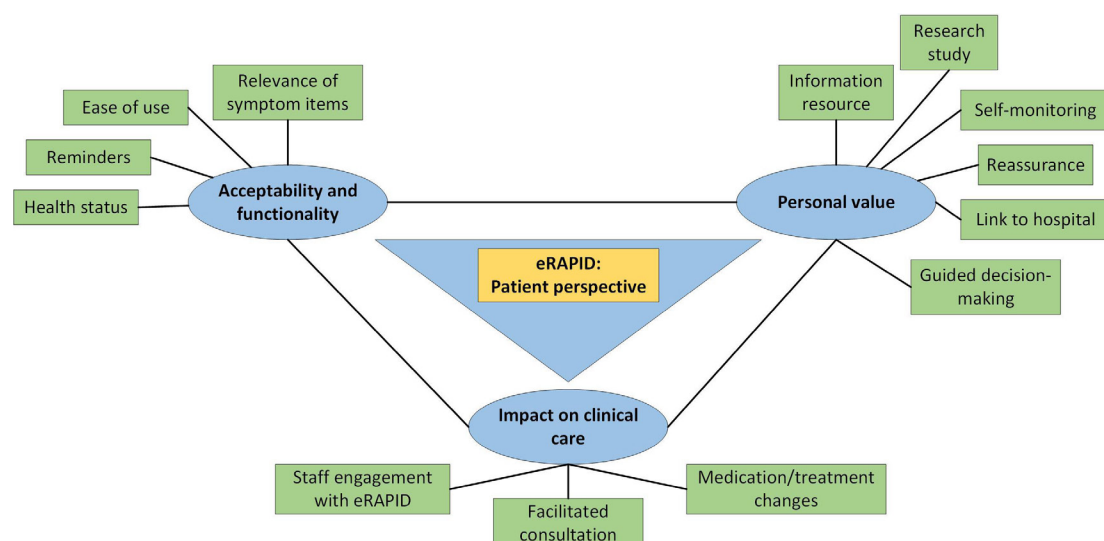 Research
study
Relevance of
symptom items
Information
resource
Ease of use
Self-monitoring
Reminders
Reassurance
Acceptability and
functionality
Personal value
Health status
Link to hospital
eRAPID:
Patient perspective
Guided decision-
making
Impact on clinical
care
Staff engagement
with eRAPID
Medication/treatment
changes
Facilitated
consultation